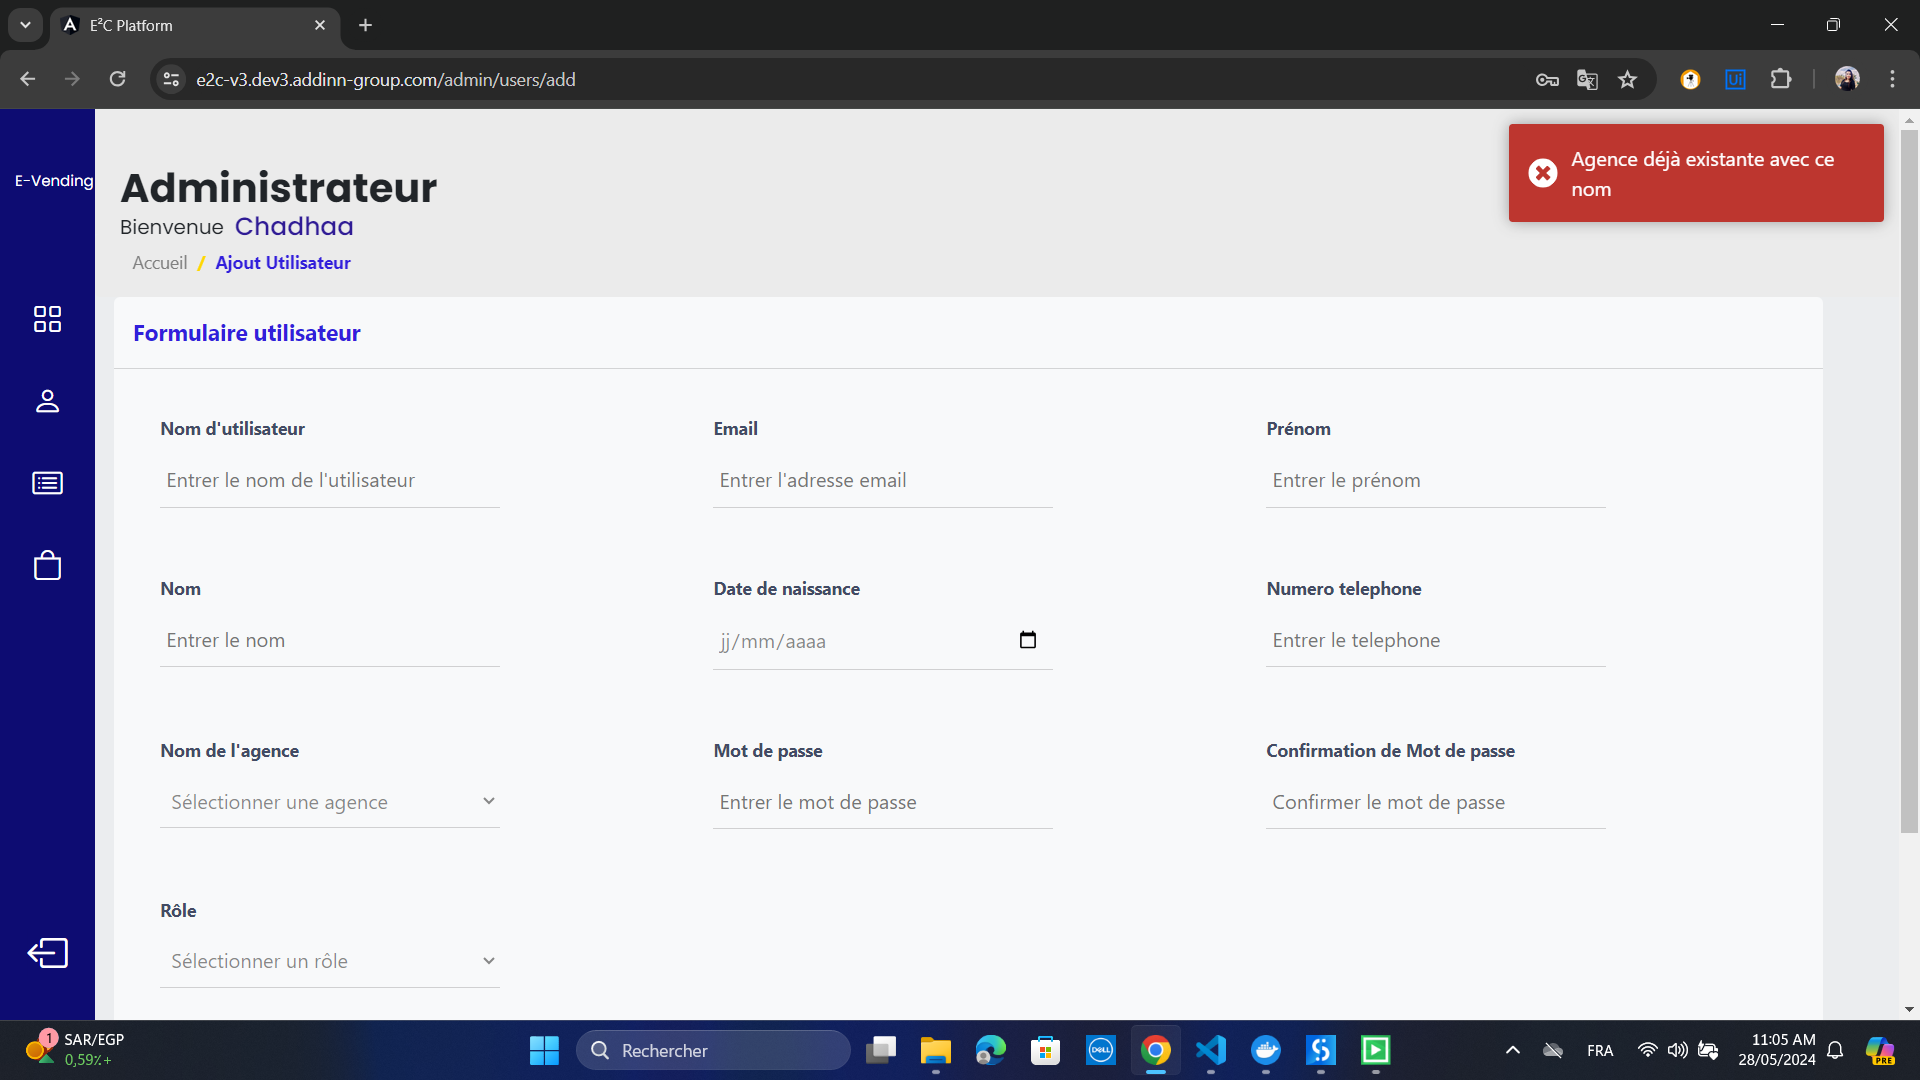 E²C Platform
e2c-v3.dev3.addinn-group.com/admin/users/add
E-Vending
Administrateur
Bienvenue Chadhaa
Accueil / Ajout Utilisateur
Agence déjà existante avec ce
nom
Formulaire utilisateur
Nom d'utilisateur
Email
Prénom
Entrer le nom de l'utilisateur
Entrer l'adresse email
Entrer le prénom
Nom
Date de naissance
Numero telephone
Entrer le nom
jj/mm/aaaa
Entrer le telephone
Nom de l'agence
Mot de passe
Confirmation de Mot de passe
Sélectionner une agence
Entrer le mot de passe
Confirmer le mot de passe
Rôle
Sélectionner un rôle
1
SAR/EGP
0,59%+
Rechercher
DELL
FRA
11:05 AM
28/05/2024
PRE
Ui